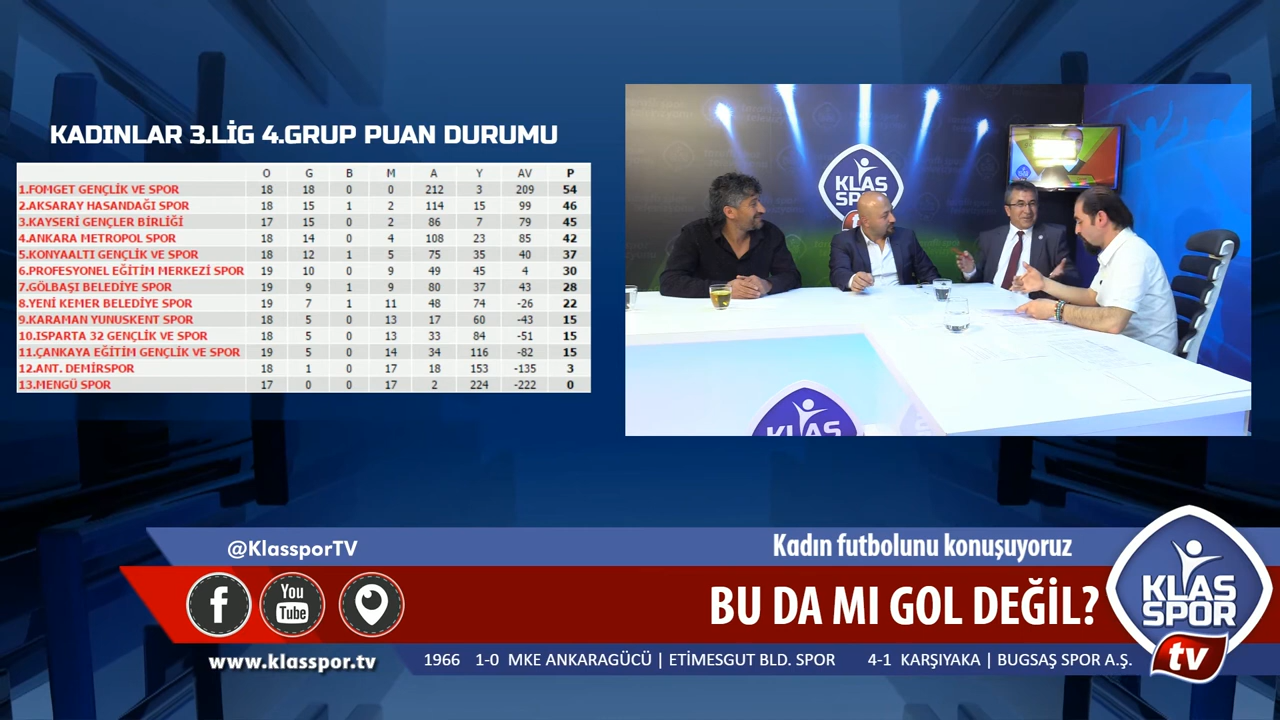 KADINLAR 3.LİG 4.GRUP PUAN DURUMU
O G B M A Y AV P
1.FOMGET GENÇLİK VE SPOR 18 18 0 0 212 3 209 54
2.AKSARAY HASANDAĞI SPOR 18 15 1 2 114 15 99 46
3.KAYSERİ GENÇLER BİRLİĞİ 17 15 0 2 86 7 79 45
4.ANKARA METROPOL SPOR 18 14 0 4 108 23 85 42
5.KONYAALTI GENÇLİK VE SPOR 18 12 1 5 75 35 40 37
6.PROFESYONEL EĞİTİM MERKEZİ SPOR 19 10 0 9 49 45 4 30
7.GÖLBAŞI BELEDİYE SPOR 19 9 1 9 80 37 43 28
8.YENİ KEMER BELEDİYE SPOR 19 7 1 11 48 74 -26 22
9.KARAMAN YUNUSKENT SPOR 18 5 0 13 17 60 -43 15
10.ISPARTA 32 GENÇLİK VE SPOR 18 5 0 13 33 84 -51 15
11.ÇANKAYA EĞİTİM GENÇLİK VE SPOR 19 5 0 14 34 116 -82 15
12.ANT. DEMİRSPOR 18 1 0 17 18 153 -135 3
13.MENGÜ SPOR 17 0 0 17 2 224 -222 0
KLAS
SPOR
tv
KLAS
@KlassporTV
Kadın futbolunu konuşuyoruz
You
Tube
BU DA MI GOL DEĞİL?
KLAS
SPOR
tv
www.klasspor.tv
1966 1-0 MKE ANKARAGÜCÜ | ETİMESGUT BLD. SPOR 4-1 KARŞIYAKA | BUGSAŞ SPOR A.Ş.